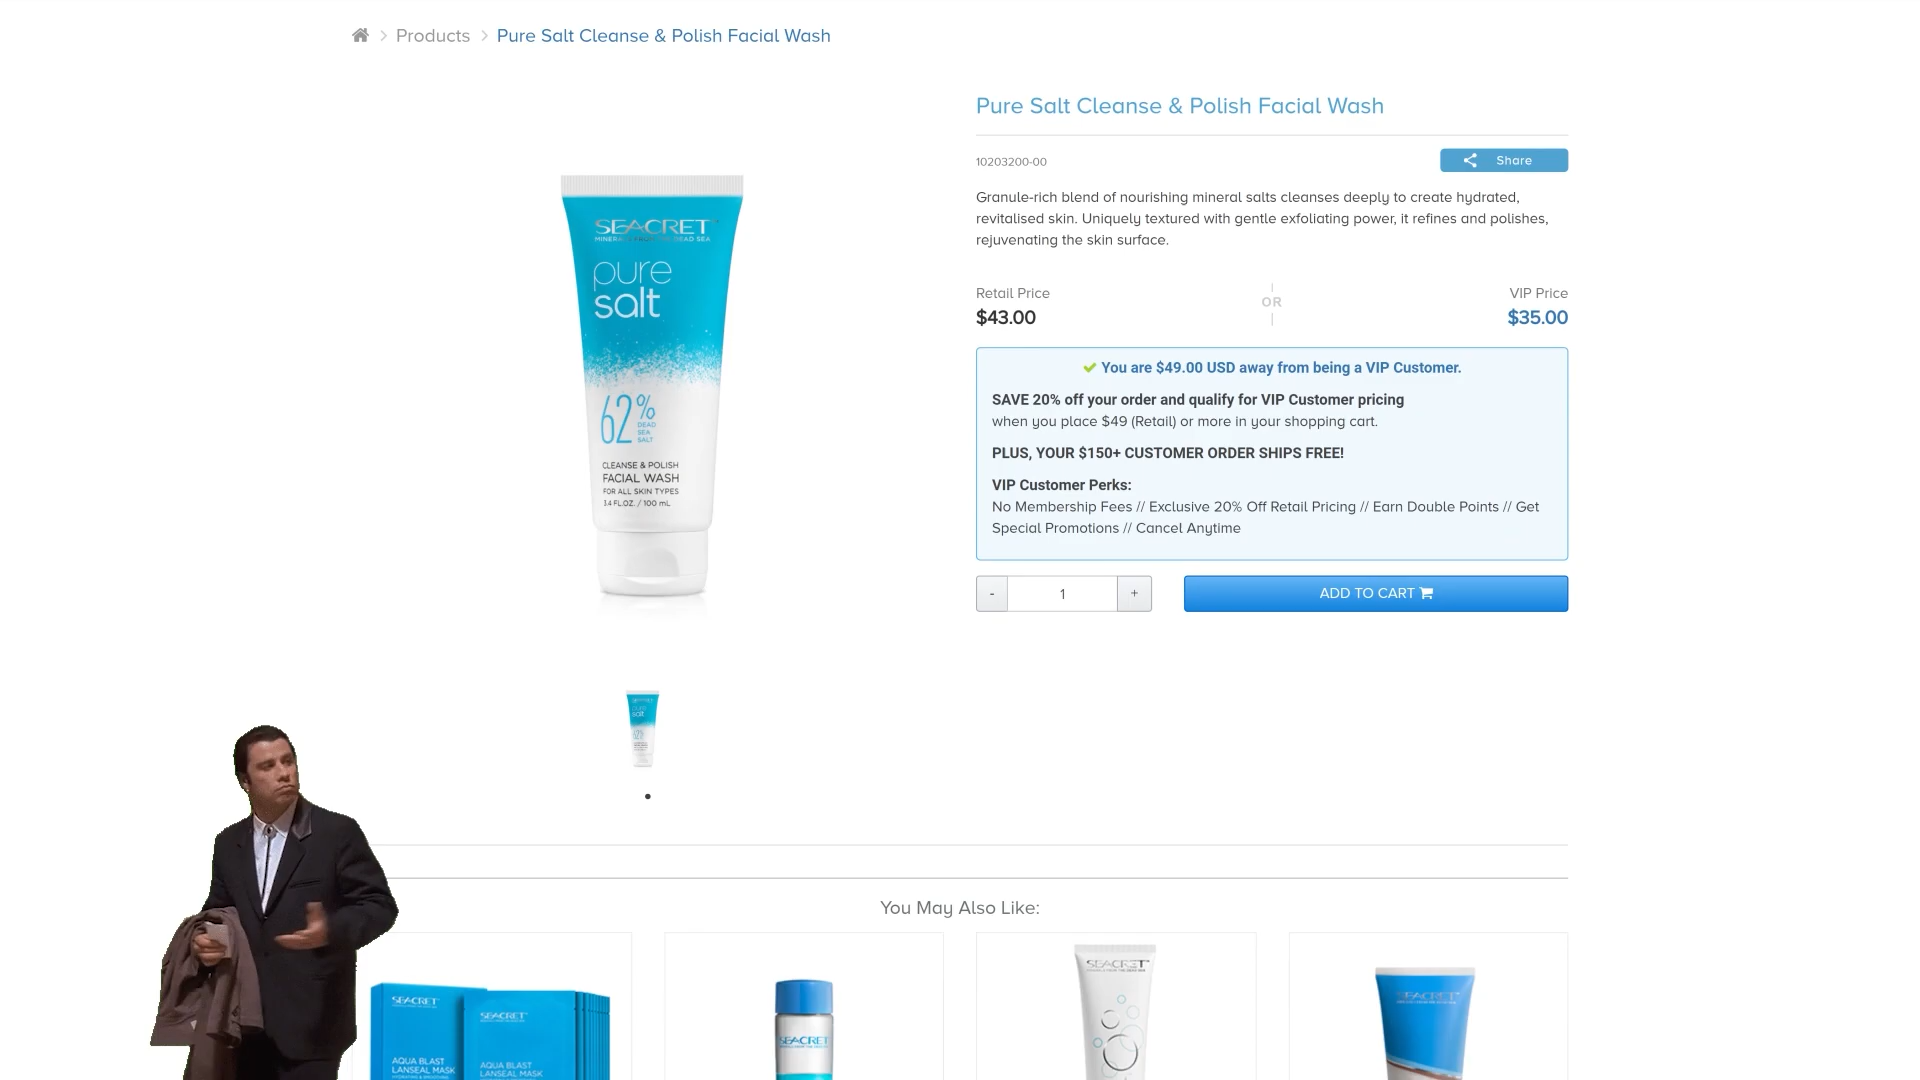 Products
Pure Salt Cleanse & Polish Facial Wash
Pure Salt Cleanse & Polish Facial Wash
10203200-00
Share
Granule-rich blend of nourishing mineral salts cleanses deeply to create hydrated,
revitalised skin. Uniquely textured with gentle exfoliating power, it refines and polishes,
rejuvenating the skin surface.
Retail Price
$43.00
OR
VIP Price
$35.00
You are $49.00 USD away from being a VIP Customer.
SAVE 20% off your order and qualify for VIP Customer pricing
when you place $49 (Retail) or more in your shopping cart.
PLUS, YOUR $150+ CUSTOMER ORDER SHIPS FREE!
VIP Customer Perks:
No Membership Fees // Exclusive 20% Off Retail Pricing // Earn Double Points // Get
Special Promotions // Cancel Anytime
-
1
+
ADD TO CART
SEACRET
MINERALS FROM THE DEAD SEA
pure
salt
62%
DEAD
SEA
SALT
CLEANSE & POLISH
FACIAL WASH
FOR ALL SKIN TYPES
3.4 FL.OZ. / 100 mL
pure
salt
62%
You May Also Like:
SEACRET
AQUA BLAST
LANSEAL MASK
SEACRET
AQUA BLAST
LANSEAL MASK
SEACRET
SEACRET
SEACRET